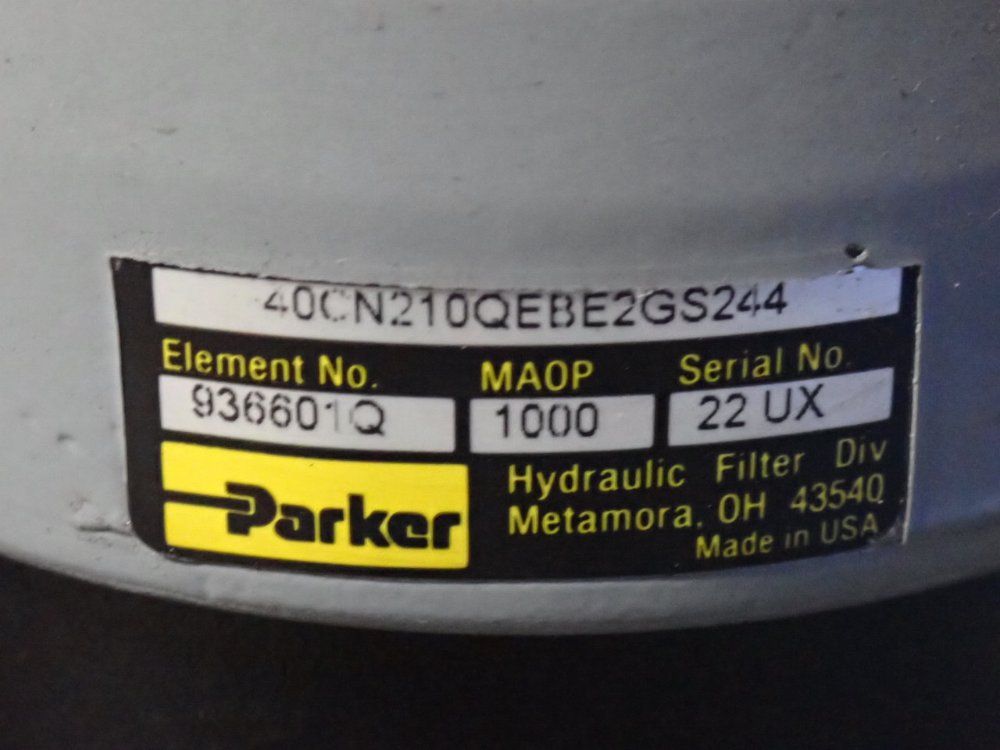 40CN210QEBE2GS244
Element No. MAOP Serial No.
936601Q 1000 22 UX
Parker
Hydraulic Filter Div
Metamora, OH 43540
Made in USA